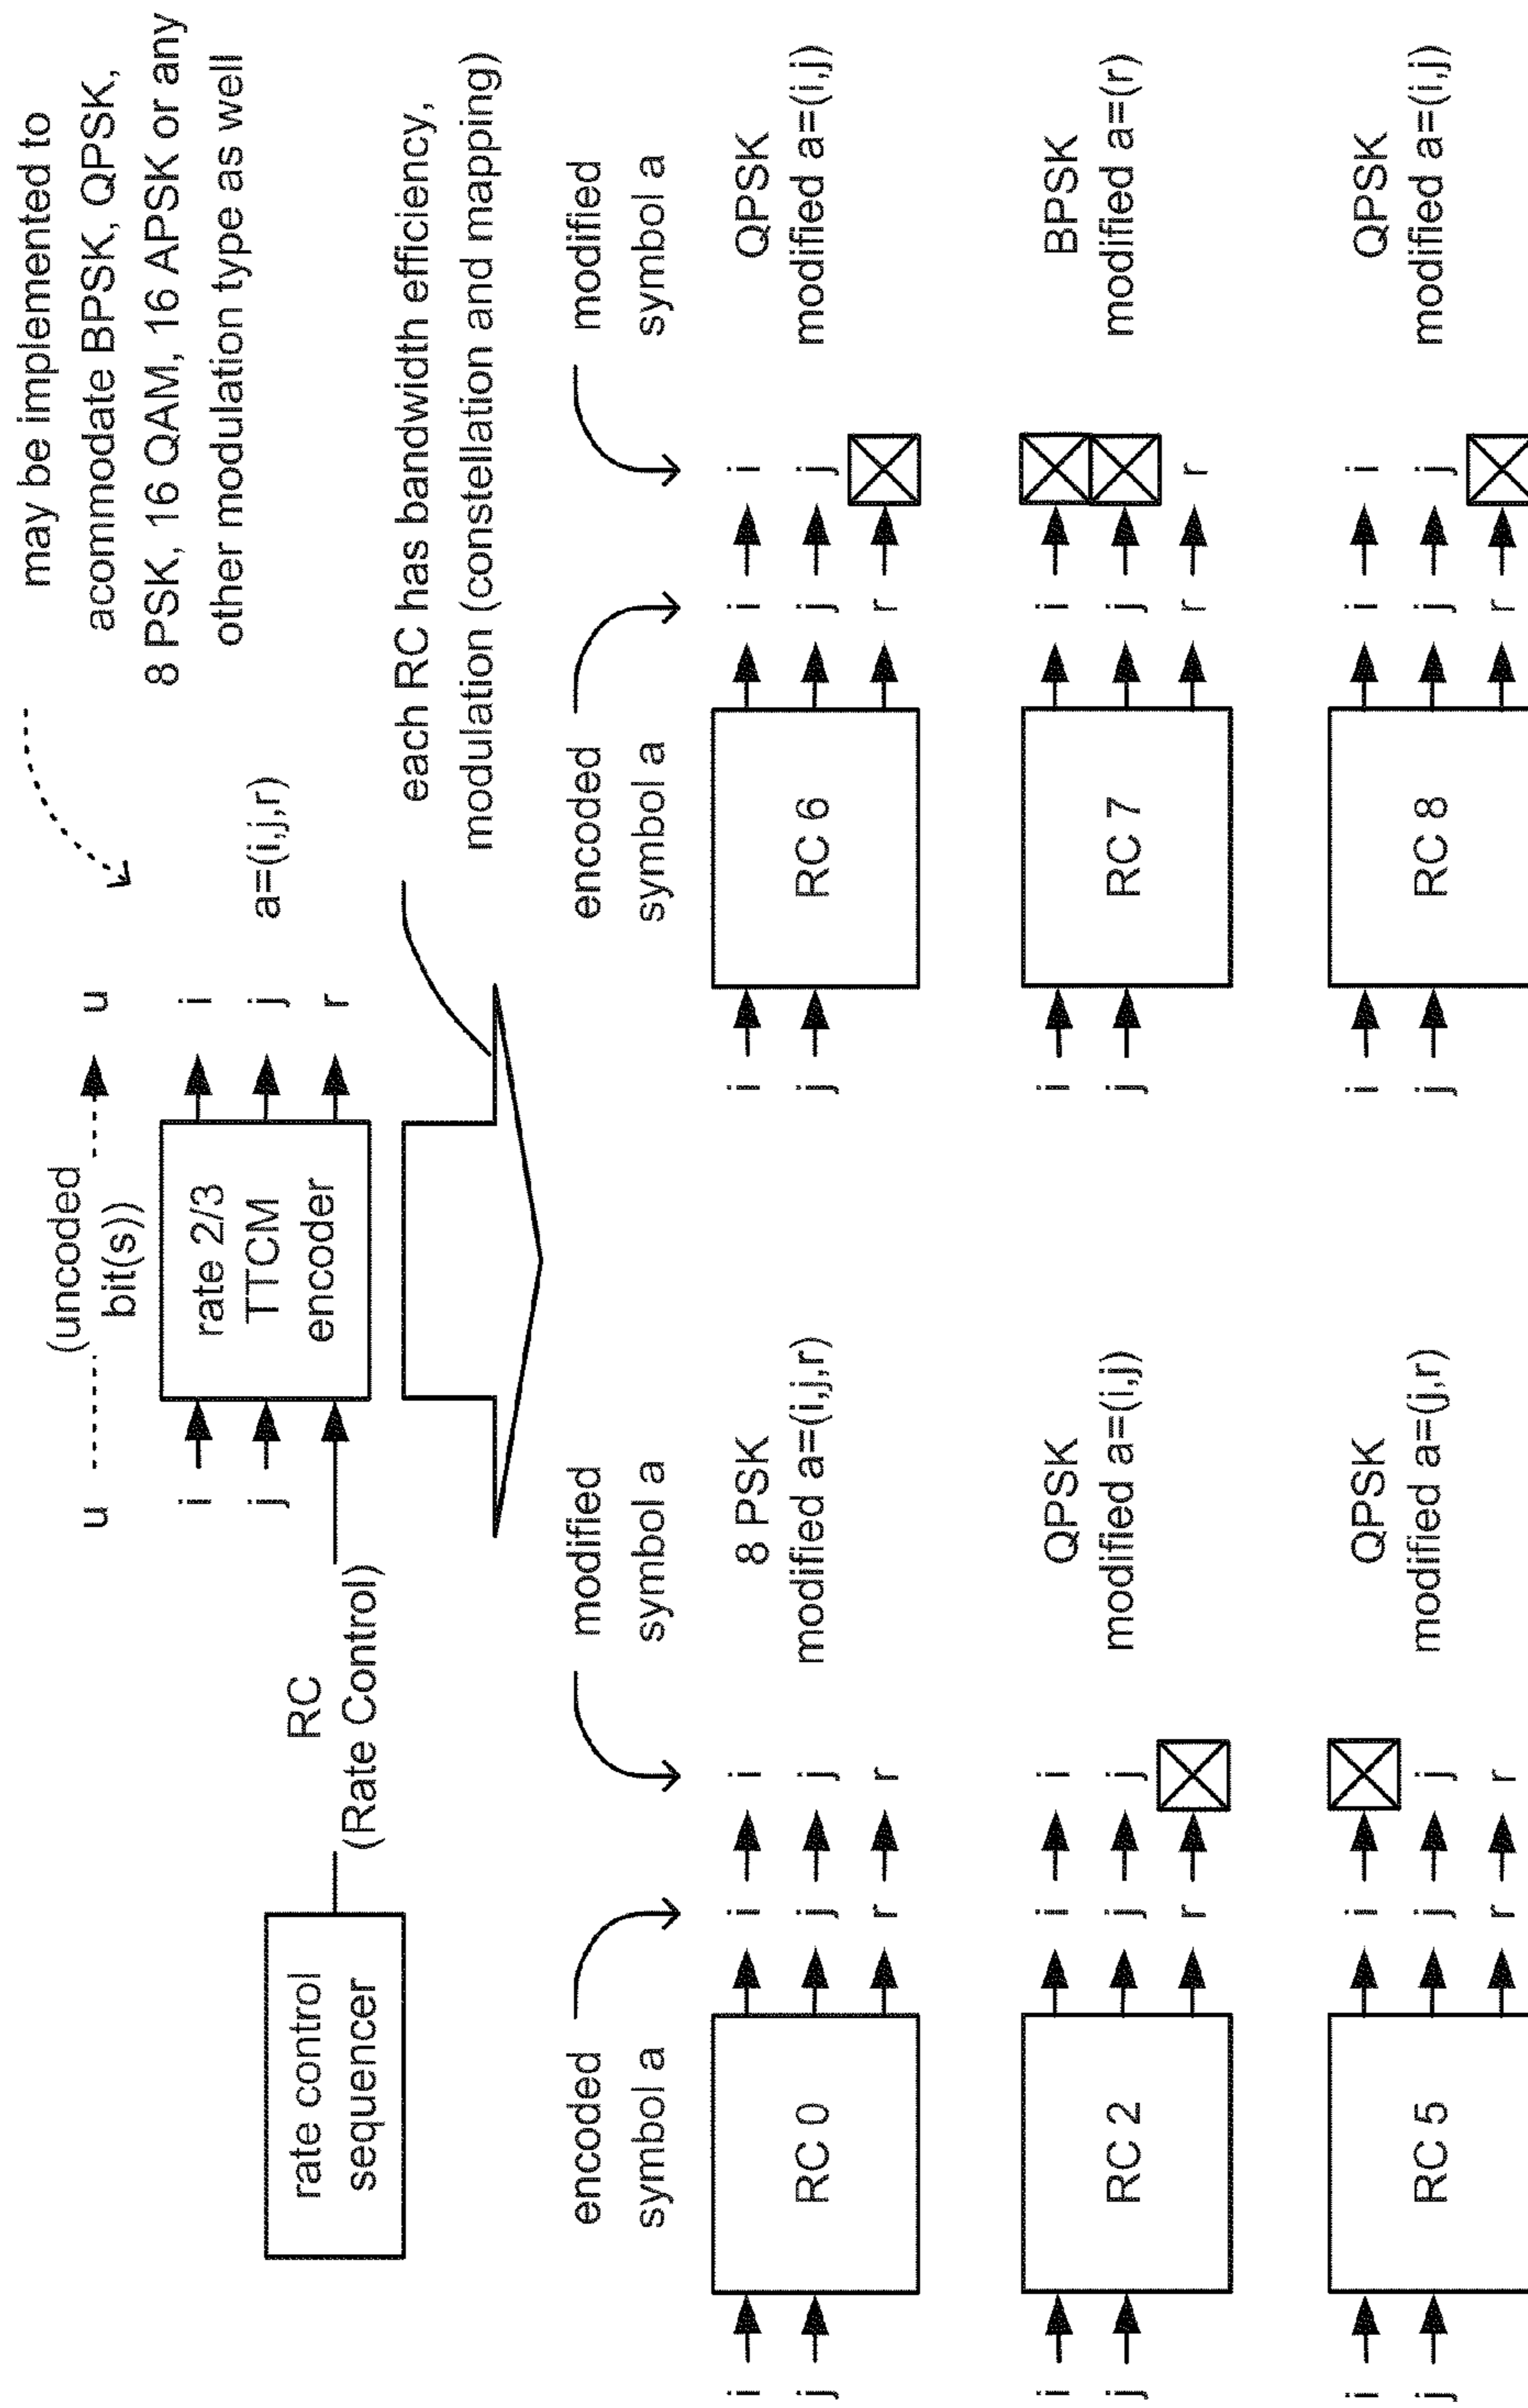 may be implemented to
acommodate BPSK, QPSK,
8 PSK, 16 QAM, 16 APSK or any
other modulation type as well
u
(uncoded
bit(s))
u
i
j
rate 2/3
TTCM
encoder
i
j
r
a=(i,j,r)
rate control
sequencer
RC
(Rate Control)
each RC has bandwidth efficiency,
modulation (constellation and mapping)
encoded
symbol a
modified
symbol a
i
j
RC 0
i
j
r
i
j
r
8 PSK
modified a=(i,j,r)
i
j
RC 2
i
j
r
i
j
QPSK
modified a=(i,j)
i
j
RC 5
i
j
r
j
r
QPSK
modified a=(j,r)
encoded
symbol a
modified
symbol a
i
j
RC 6
i
j
r
i
j
QPSK
modified a=(i,j)
i
j
RC 7
i
j
r
r
BPSK
modified a=(r)
i
j
RC 8
i
j
r
i
j
QPSK
modified a=(i,j)